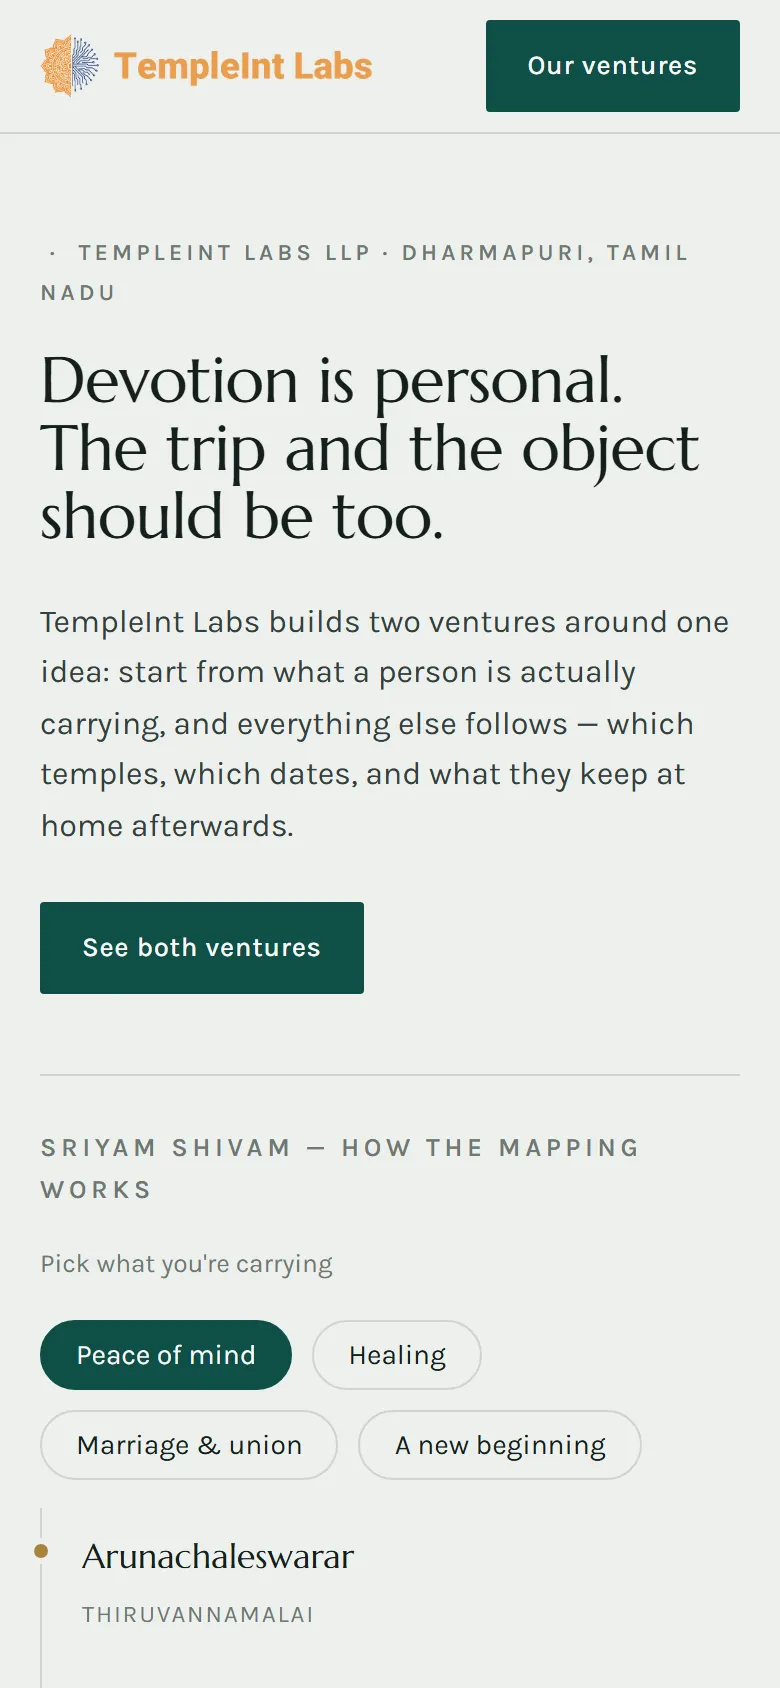 TempleInt Labs
Our ventures
· TEMPLEINT LABS LLP · DHARMAPURI, TAMIL
NADU
Devotion is personal.
The trip and the object
should be too.
TempleInt Labs builds two ventures around one
idea: start from what a person is actually
carrying, and everything else follows — which
temples, which dates, and what they keep at
home afterwards.
See both ventures
SRIYAM SHIVAM — HOW THE MAPPING
WORKS
Pick what you're carrying
Peace of mind
Healing
Marriage & union
A new beginning
Arunachaleswarar
THIRUVANNAMALAI